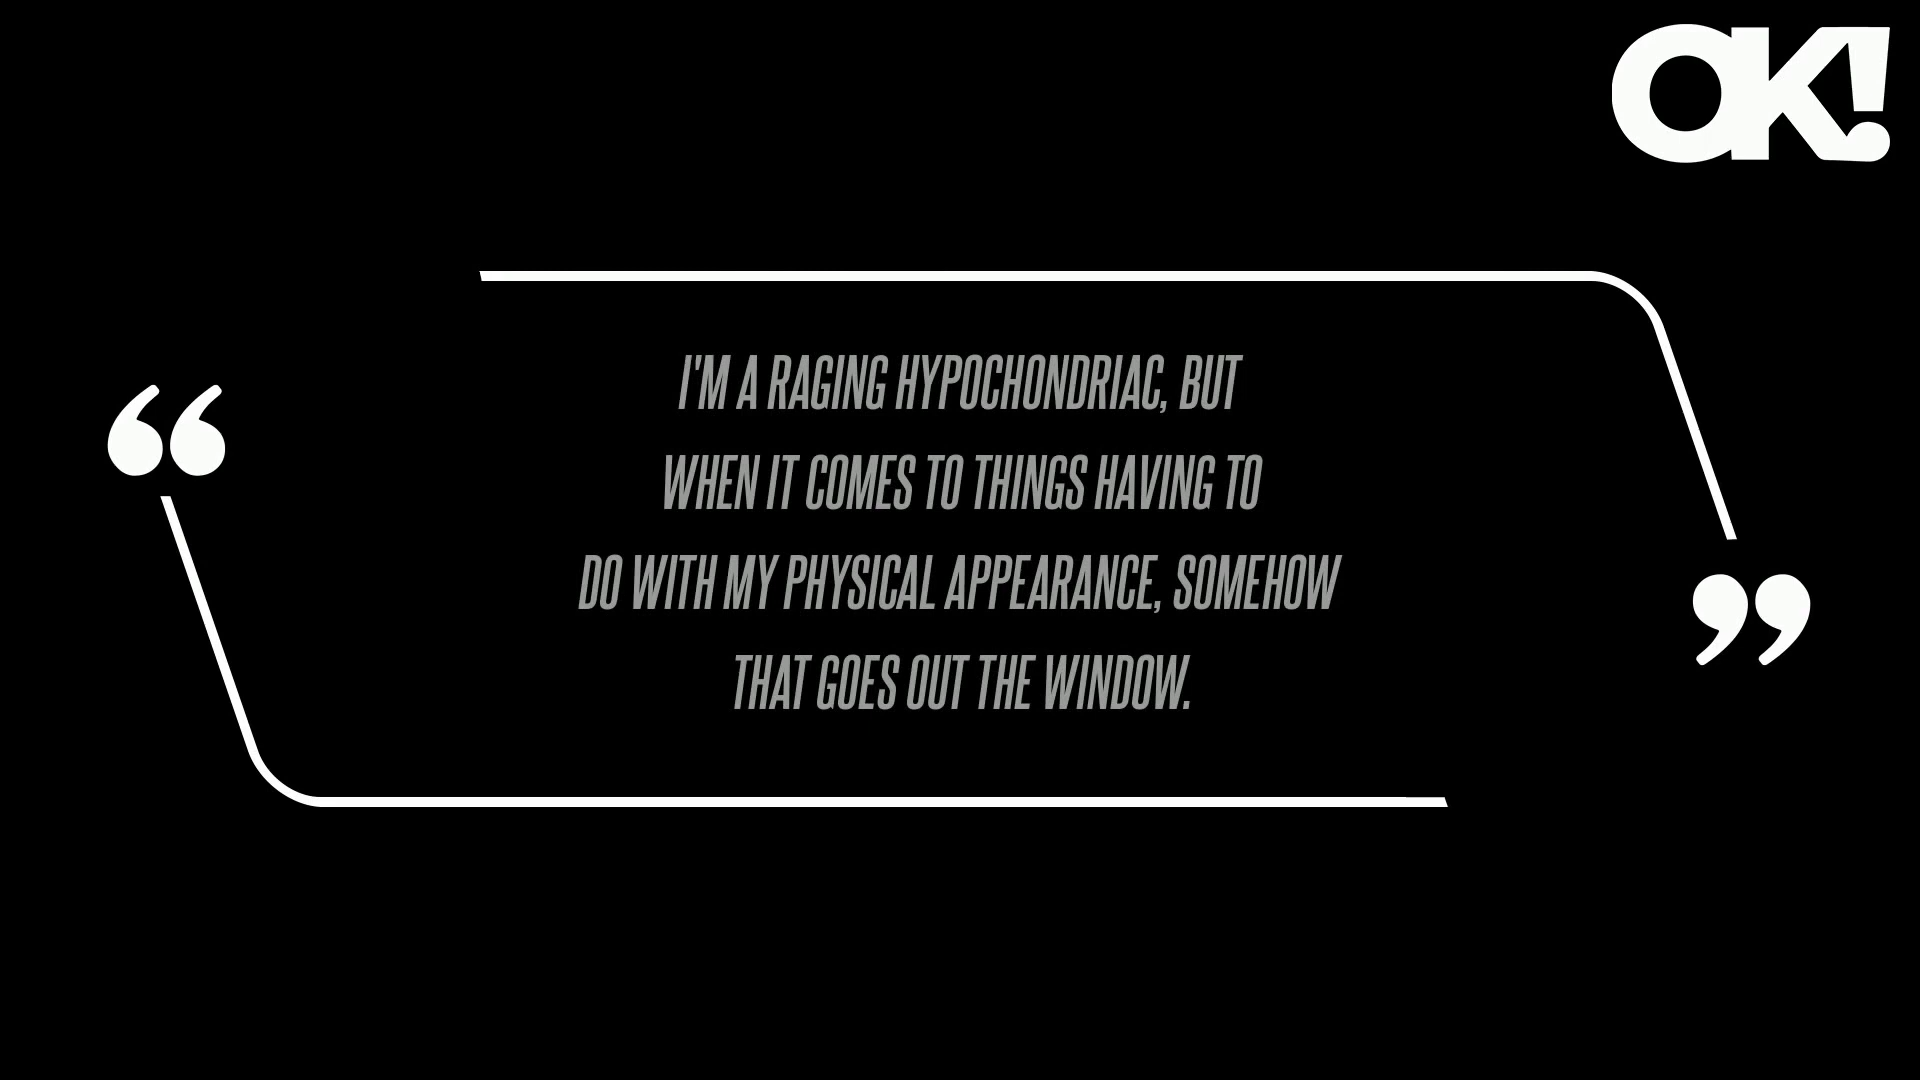 OK!
I'M A RAGING HYPOCHONDRIAC, BUT
WHEN IT COMES TO THINGS HAVING TO
DO WITH MY PHYSICAL APPEARANCE, SOMEHOW
THAT GOES OUT THE WINDOW.